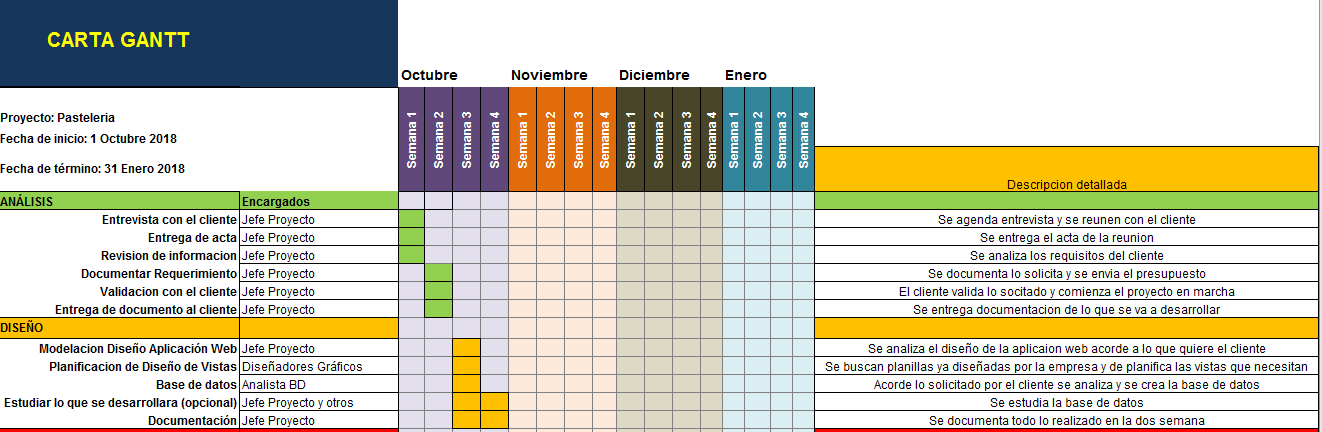 CARTA GANTT
Octubre Noviembre Diciembre Enero
Semana 1 Semana 2 Semana 3 Semana 4 Semana 1 Semana 2 Semana 3 Semana 4 Semana 1 Semana 2 Semana 3 Semana 4 Semana 1 Semana 2 Semana 3 Semana 4
Proyecto: Pasteleria
Fecha de inicio: 1 Octubre 2018
Fecha de término: 31 Enero 2018
Descripcion detallada
ANÁLISIS Encargados
Entrevista con el cliente Jefe Proyecto Se agenda entrevista y se reunen con el cliente
Entrega de acta Jefe Proyecto Se entrega el acta de la reunion
Revision de informacion Jefe Proyecto Se analiza los requisitos del cliente
Documentar Requerimiento Jefe Proyecto Se documenta lo solicita y se envia el presupuesto
Validacion con el cliente Jefe Proyecto El cliente valida lo socitado y comienza el proyecto en marcha
Entrega de documento al cliente Jefe Proyecto Se entrega documentacion de lo que se va a desarrollar
DISEÑO
Modelacion Diseño Aplicación Web Jefe Proyecto Se analiza el diseño de la aplicaion web acorde a lo que quiere el cliente
Planificacion de Diseño de Vistas Diseñadores Gráficos Se buscan planillas ya diseñadas por la empresa y de planifica las vistas que necesitan
Base de datos Analista BD Acorde lo solicitado por el cliente se analiza y se crea la base de datos
Estudiar lo que se desarrollara (opcional) Jefe Proyecto y otros Se estudia la base de datos
Documentación Jefe Proyecto Se documenta todo lo realizado en la dos semana